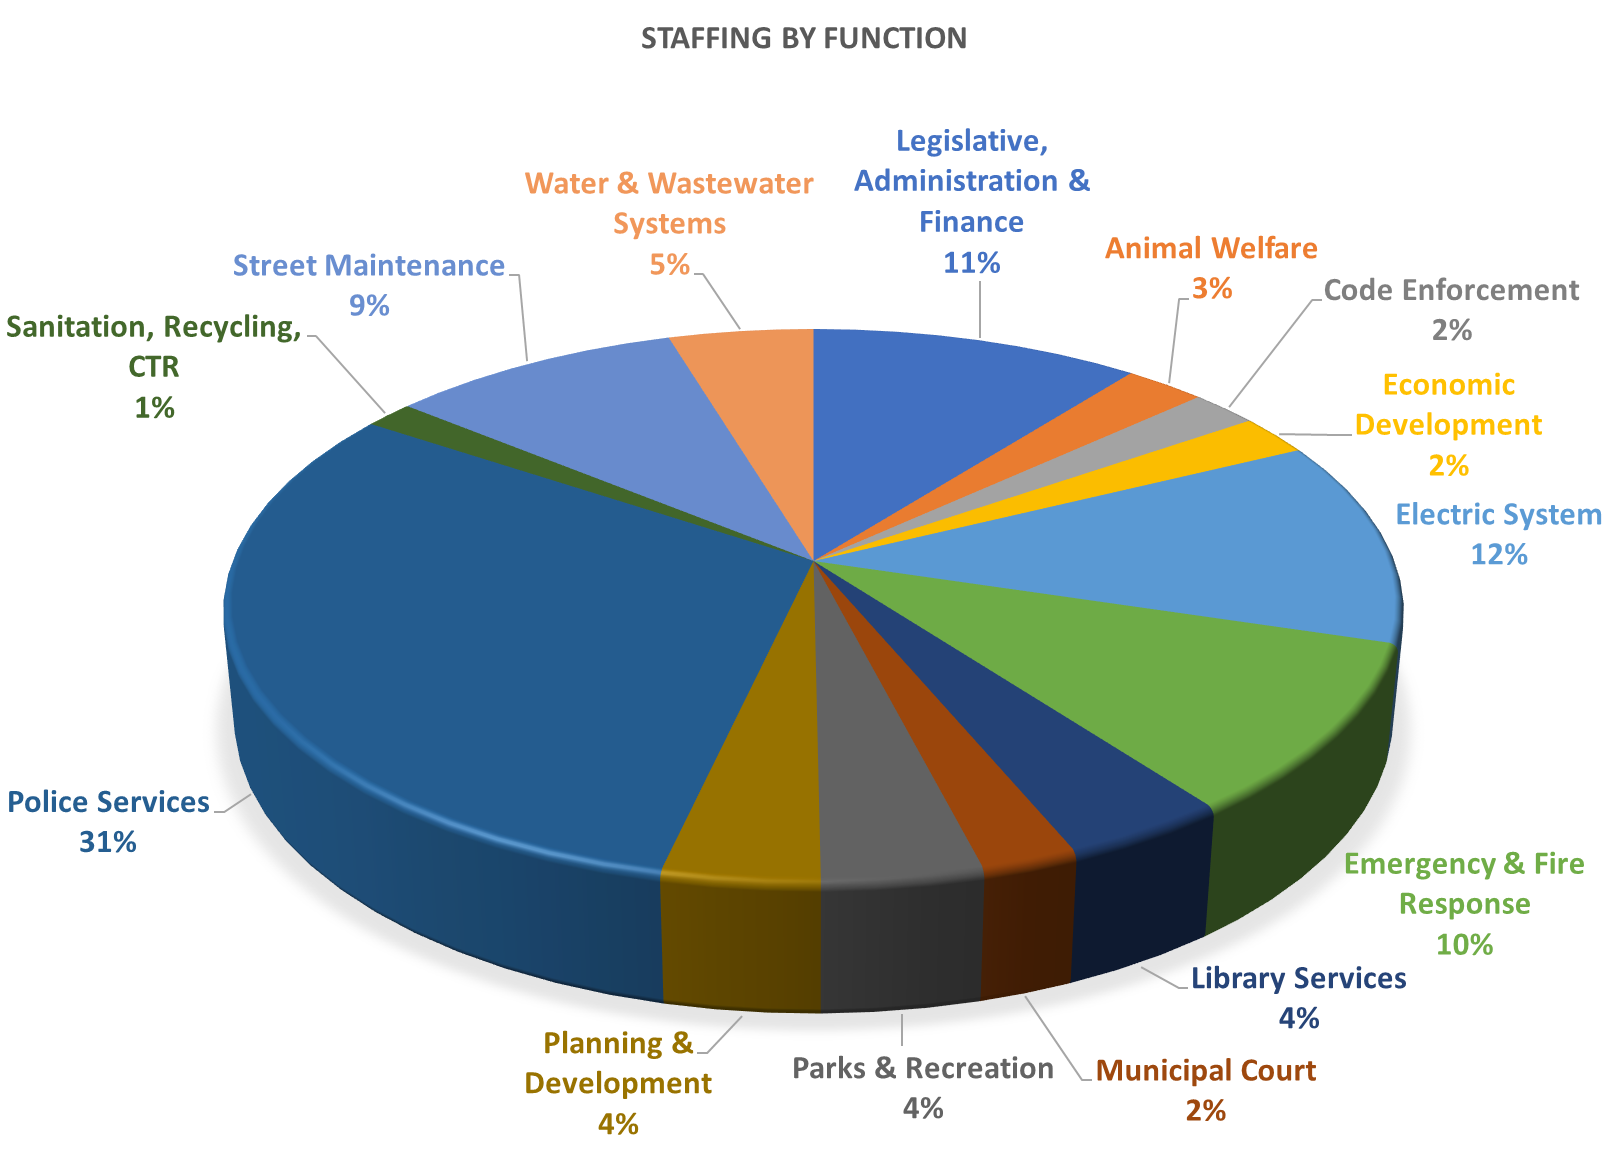 STAFFING BY FUNCTION
Legislative,
Administration &
Finance
11%
Animal Welfare
3%
Code Enforcement
2%
Economic
Development
2%
Electric System
12%
Emergency & Fire
Response
10%
Library Services
4%
Municipal Court
2%
Parks & Recreation
4%
Planning &
Development
4%
Police Services
31%
Sanitation, Recycling,
CTR
1%
Street Maintenance
9%
Water & Wastewater
Systems
5%